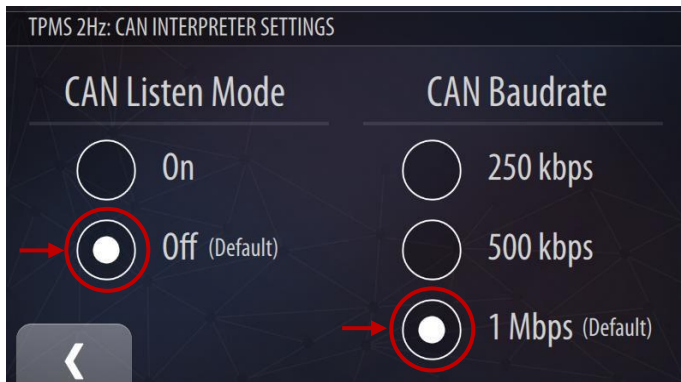 TPMS 2Hz: CAN INTERPRETER SETTINGS
CAN Listen Mode
On
Off (Default)
CAN Baudrate
250 kbps
500 kbps
1 Mbps (Default)